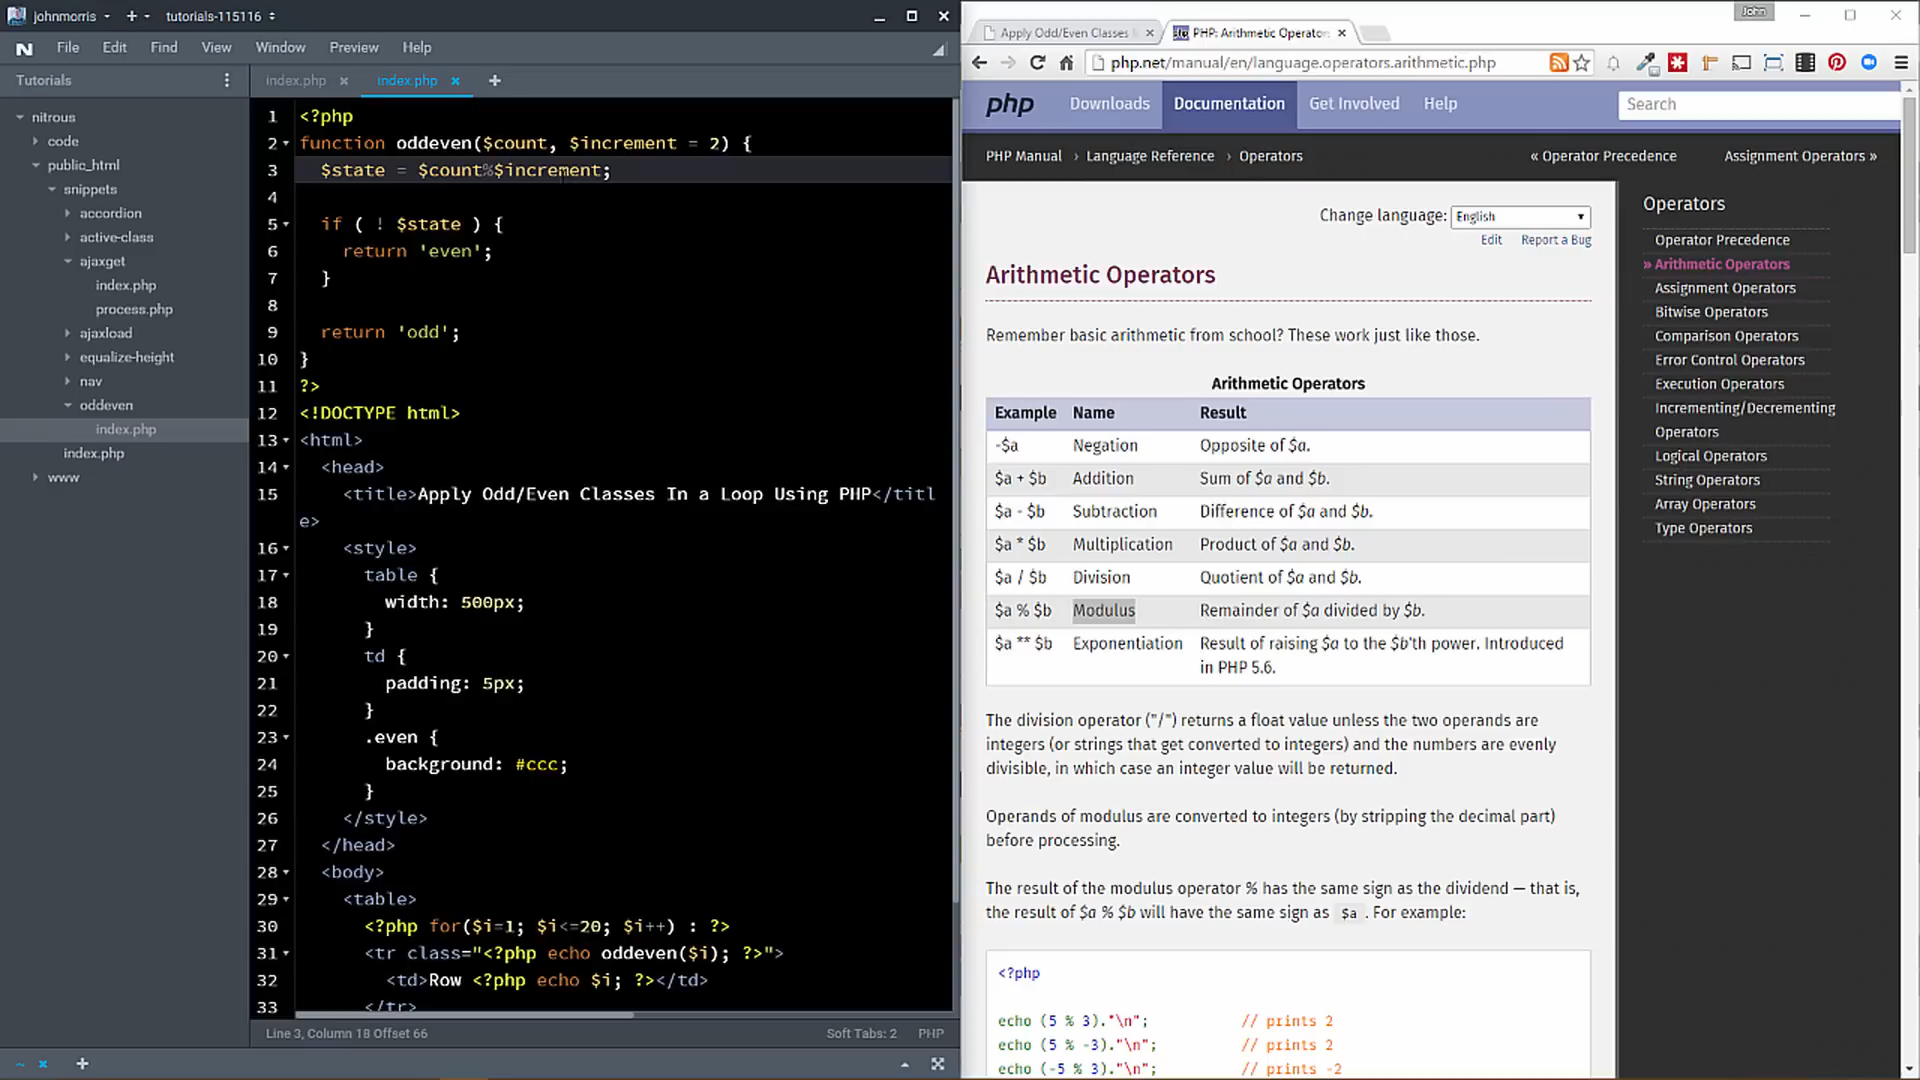 johnmorris
tutorials-115116
File Edit Find View Window Preview Help
Tutorials
index.php
index.php
nitrous
code
public_html
snippets
accordion
active-class
ajaxget
index.php
process.php
ajaxload
equalize-height
nav
oddeven
index.php
index.php
www
1 <?php
2 function oddeven($count, $increment = 2) {
3 $state = $count%$increment;
4
5 if ( ! $state ) {
6 return 'even';
7 }
8
9 return 'odd';
10 }
11 ?>
12 <!DOCTYPE html>
13 <html>
14 <head>
15 <title>Apply Odd/Even Classes In a Loop Using PHP</titl
e>
16 <style>
17 table {
18 width: 500px;
19 }
20 td {
21 padding: 5px;
22 }
23 .even {
24 background: #ccc;
25 }
26 </style>
27 </head>
28 <body>
29 <table>
30 <?php for($i=1; $i<=20; $i++) : ?>
31 <tr class="<?php echo oddeven($i); ?>">
32 <td>Row <?php echo $i; ?></td>
33 </tr>
Line 3, Column 18 Offset 66
Soft Tabs: 2 PHP
John
Apply Odd/Even Classes
PHP: Arithmetic Operator
php.net/manual/en/language.operators.arithmetic.php
php Downloads Documentation Get Involved Help
Search
PHP Manual › Language Reference › Operators
« Operator Precedence
Assignment Operators »
Change language: English
Edit Report a Bug
Arithmetic Operators
Remember basic arithmetic from school? These work just like those.
Arithmetic Operators
Example Name Result
-$a Negation Opposite of $a.
$a + $b Addition Sum of $a and $b.
$a - $b Subtraction Difference of $a and $b.
$a * $b Multiplication Product of $a and $b.
$a / $b Division Quotient of $a and $b.
$a % $b Modulus Remainder of $a divided by $b.
$a ** $b Exponentiation Result of raising $a to the $b'th power. Introduced
in PHP 5.6.
The division operator ("/") returns a float value unless the two operands are
integers (or strings that get converted to integers) and the numbers are evenly
divisible, in which case an integer value will be returned.
Operands of modulus are converted to integers (by stripping the decimal part)
before processing.
The result of the modulus operator % has the same sign as the dividend — that is,
the result of $a % $b will have the same sign as $a . For example:
<?php
echo (5 % 3)."\n"; // prints 2
echo (5 % -3)."\n"; // prints 2
echo (-5 % 3)."\n"; // prints -2
Operators
Operator Precedence
» Arithmetic Operators
Assignment Operators
Bitwise Operators
Comparison Operators
Error Control Operators
Execution Operators
Incrementing/Decrementing
Operators
Logical Operators
String Operators
Array Operators
Type Operators